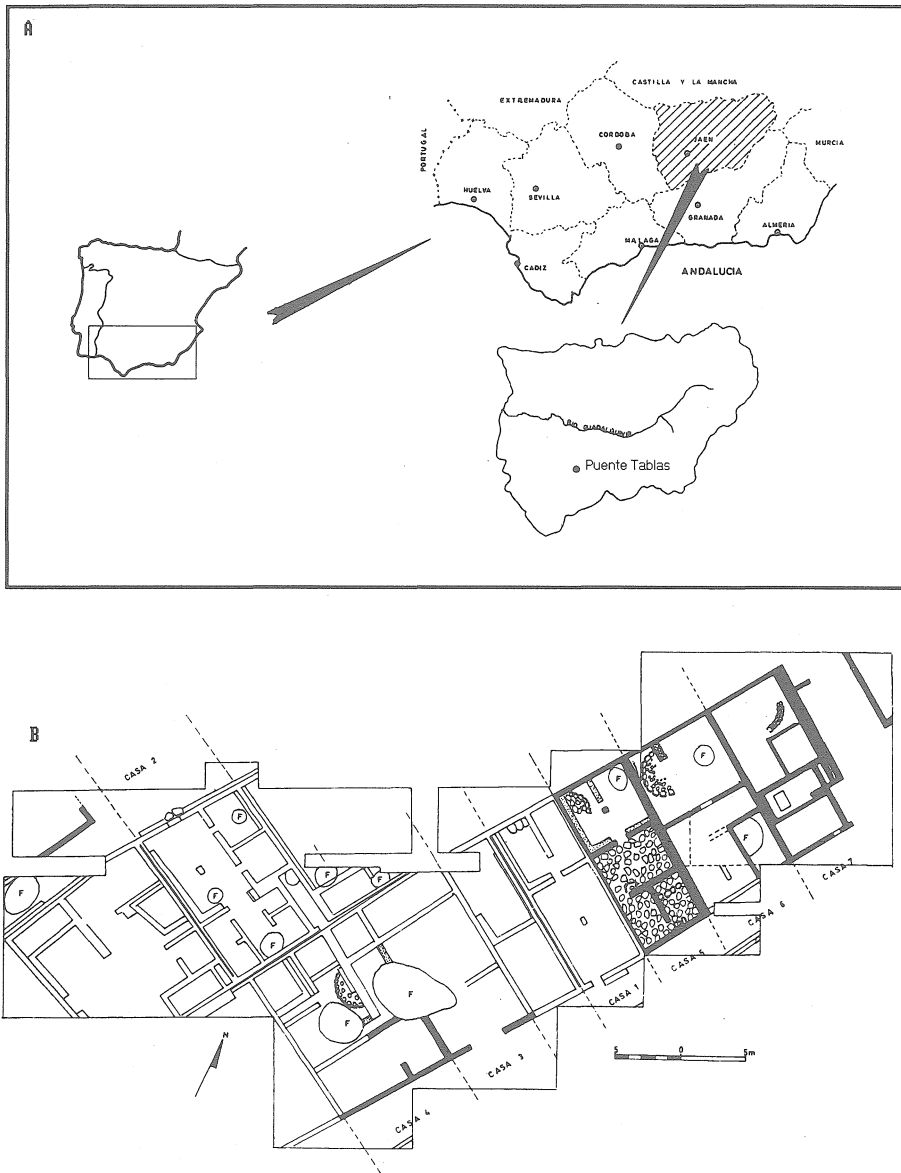 A
CASTILLA Y LA MANCHA
EXTREMADURA
CORDOBA
JAEN
PORTUGAL
MURCIA
HUELVA
SEVILLA
GRANADA
ALMERIA
MALAGA
CADIZ
ANDALUCIA
RIO GUADALQUIVIR
Puente Tablas
B
CASA 2
F
F
F
F
F
F
F
F
F
F
F
F
CASA 7
CASA 6
CASA 5
CASA 1
N
5 0 5m
CASA 3
CASA 4